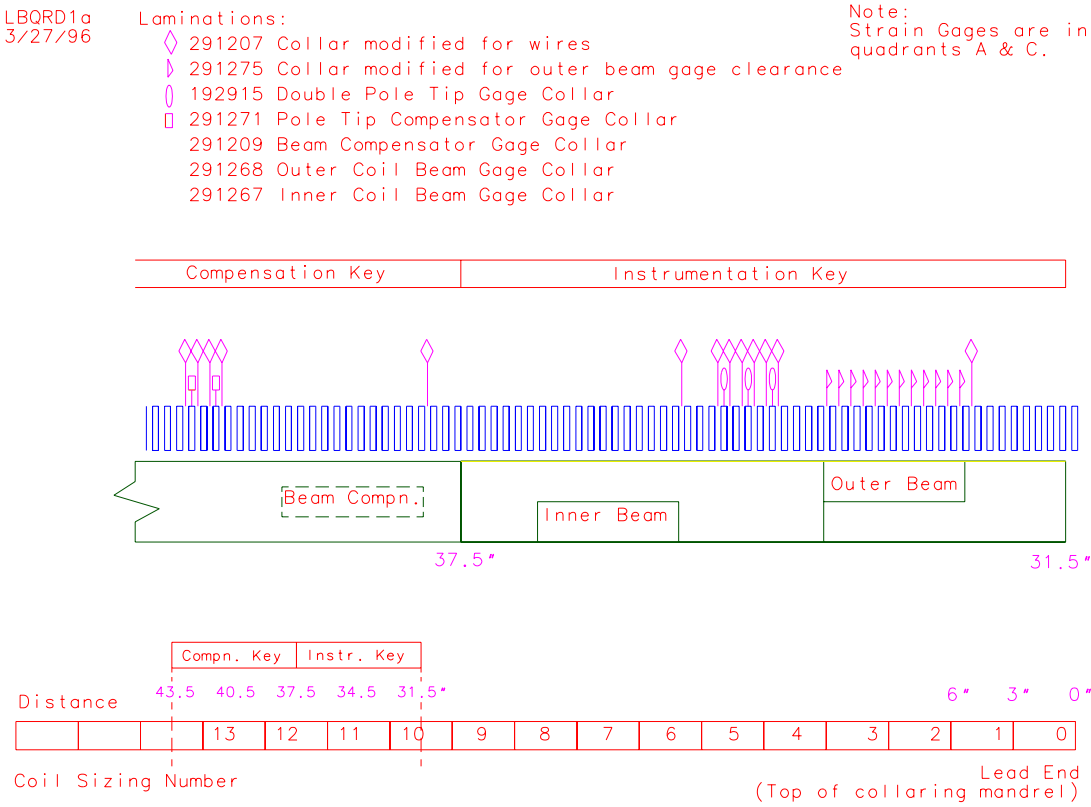 LBQRD1a
3/27/96
Laminations:
291207 Collar modified for wires
291275 Collar modified for outer beam gage clearance
192915 Double Pole Tip Gage Collar
291271 Pole Tip Compensator Gage Collar
291209 Beam Compensator Gage Collar
291268 Outer Coil Beam Gage Collar
291267 Inner Coil Beam Gage Collar
Note:
Strain Gages are in
quadrants A & C.
Compensation Key
Instrumentation Key
Beam Compn.
Inner Beam
Outer Beam
37.5"
31.5"
Compn. Key
Instr. Key
Distance
43.5 40.5 37.5 34.5 31.5"
6" 3" 0"
13 12 11 10 9 8 7 6 5 4 3 2 1 0
Coil Sizing Number
Lead End
(Top of collaring mandrel)